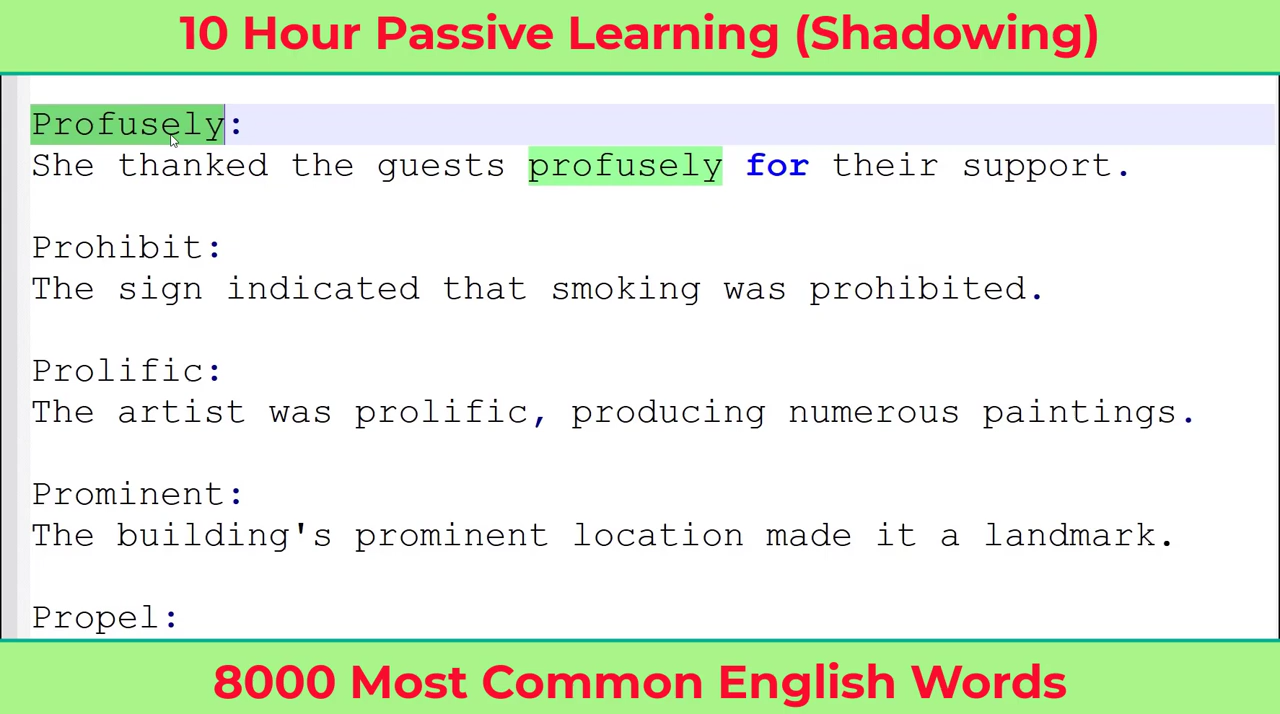 10 Hour Passive Learning (Shadowing)
Profusely:
She thanked the guests profusely for their support.
Prohibit:
The sign indicated that smoking was prohibited.
Prolific:
The artist was prolific, producing numerous paintings.
Prominent:
The building's prominent location made it a landmark.
Propel:
8000 Most Common English Words